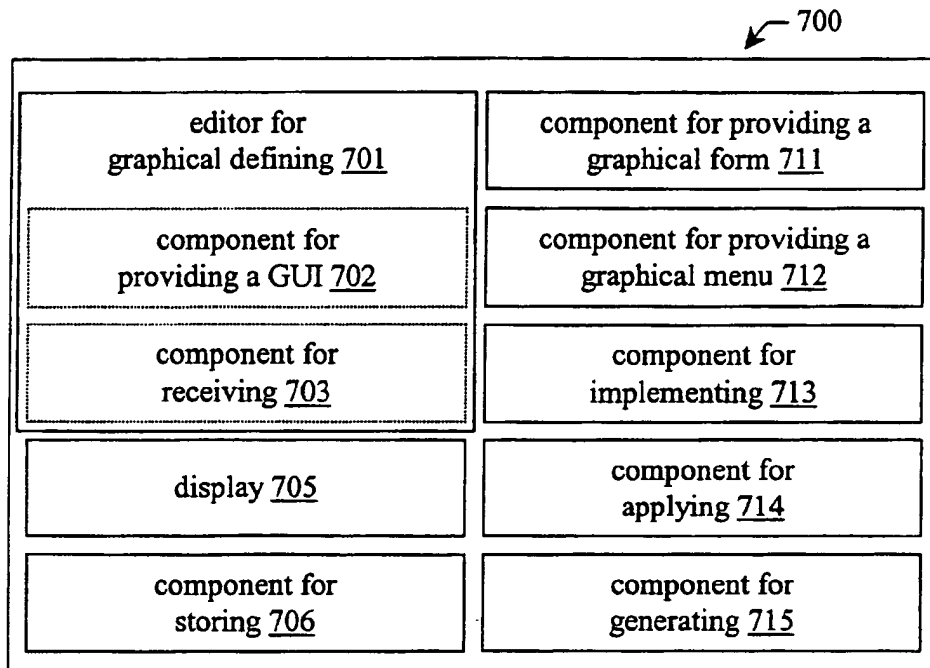 700
editor for
graphical defining 701
component for
providing a GUI 702
component for
receiving 703
display 705
component for
storing 706
component for providing a
graphical form 711
component for providing a
graphical menu 712
component for
implementing 713
component for
applying 714
component for
generating 715